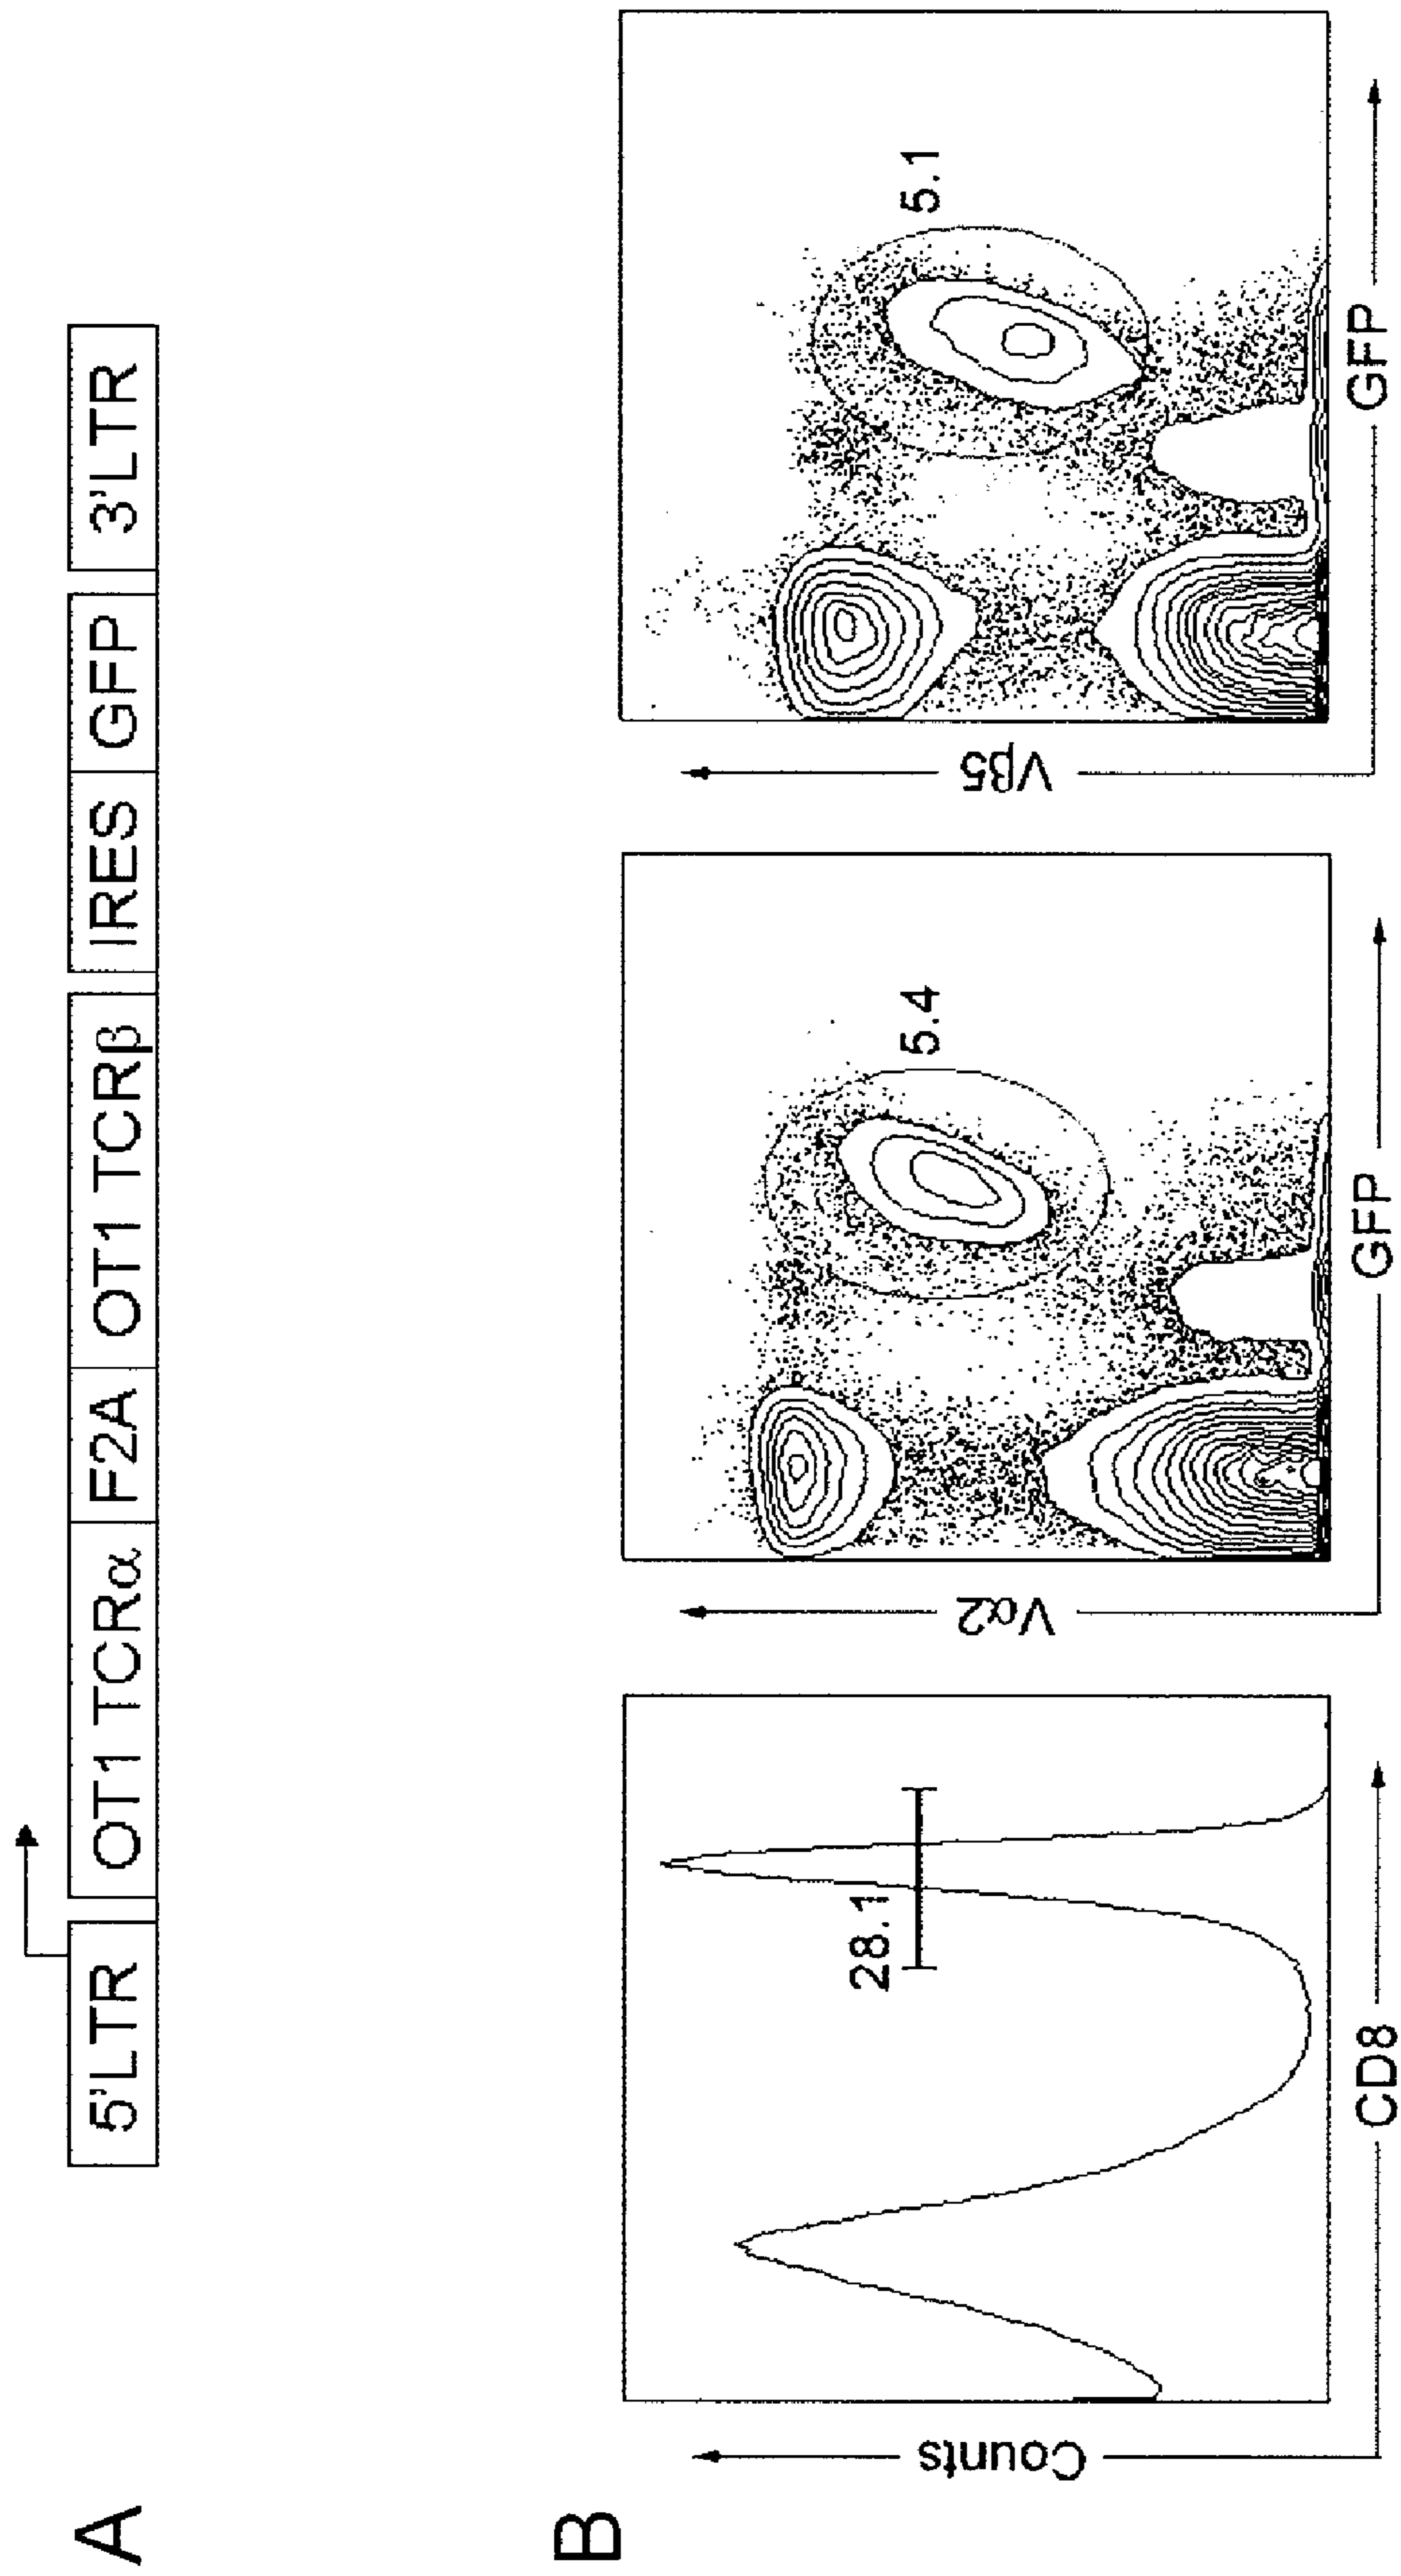 A
5'LTR OT1 TCRα F2A OT1 TCRβ IRES GFP 3'LTR
B
Counts
28.1
CD8
Vα2
5.4
GFP
Vβ5
5.1
GFP